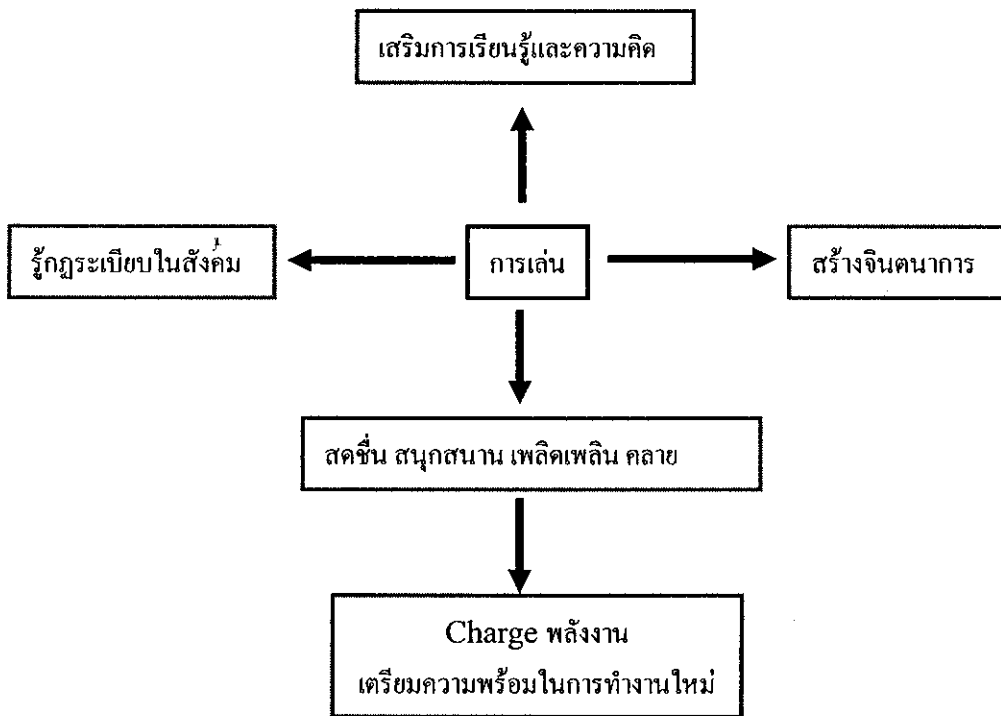 เสริมการเรียนรู้และความคิด
รู้กฎระเบียบในสังคม
การเล่น
สร้างจินตนาการ
สดชื่น สนุกสนาน เพลิดเพลิน คลาย
Charge พลังงาน
เตรียมความพร้อมในการทำงานใหม่